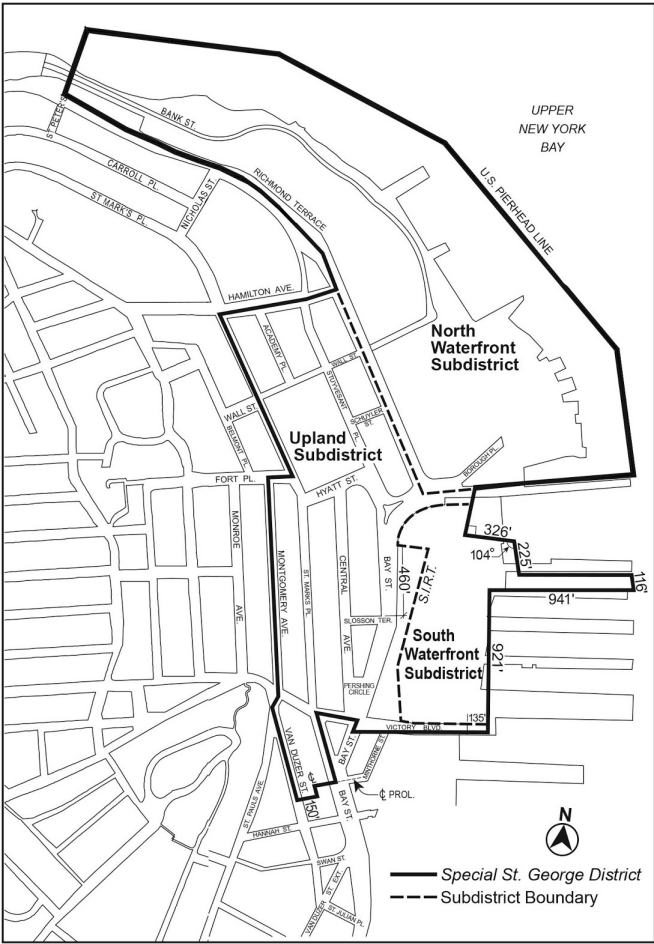 UPPER
NEW YORK
BAY
ST PETER'S
BANK ST.
CARROLL PL.
ST MARK'S PL.
NICHOLAS ST.
RICHMOND TERRACE
U.S. PIERHEAD LINE
HAMILTON AVE.
ACADEMY PL.
North
Waterfront
Subdistrict
WALL ST.
STUYVESANT
PL.
SCHUYLER
ST.
WALL ST.
BELMONT PL.
Upland
Subdistrict
BOROUGH PL.
FORT PL.
HYATT ST.
MONROE
AVE.
MONTGOMERY AVE.
ST. MARK'S PL.
CENTRAL
AVE.
BAY ST.
460'
S.I.R.T.
326'
104°
225'
116'
941'
921'
SLOSSON TER.
South
Waterfront
Subdistrict
PERSHING
CIRCLE
135'
VICTORY BLVD.
VAN DUZER ST.
BAY ST.
MINTHORNE ST.
℄ PROL.
150'
BAY ST.
ST. PAULS AVE.
HANNAH ST.
SWAN ST.
VAN DUZER ST. EXT.
ST JULIAN PL.
N
Special St. George District
Subdistrict Boundary